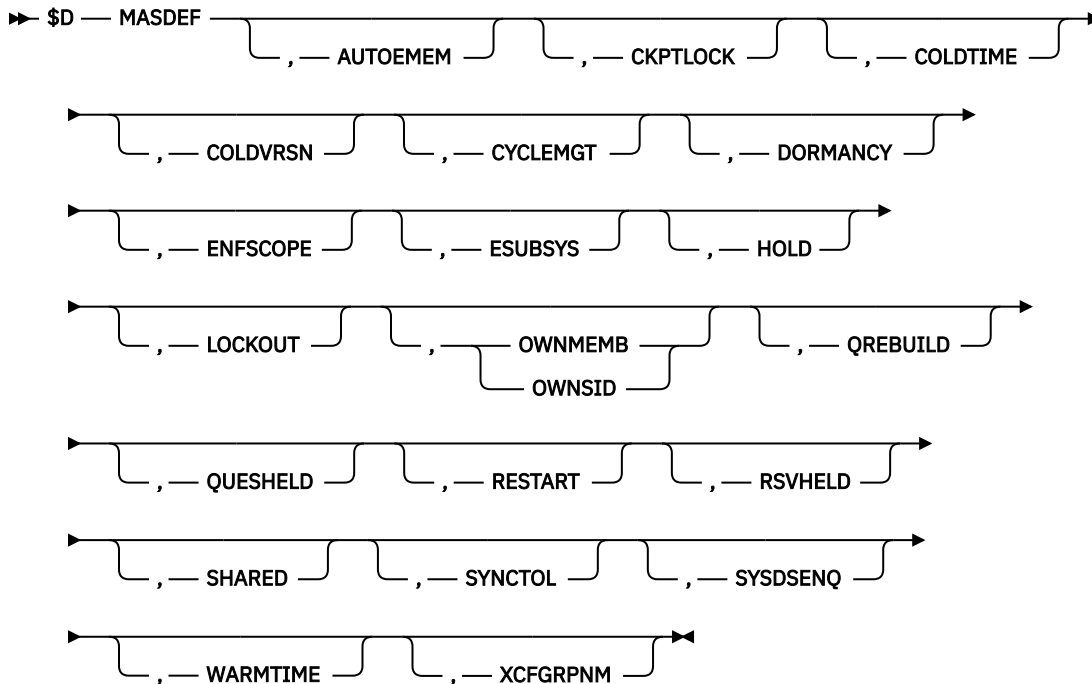 $D MASDEF , AUTOEMEM , CKPTLOCK , COLDTIME
, COLDVRSN , CYCLEMGT , DORMANCY
, ENFSCOPE , ESUBSYS , HOLD
, LOCKOUT , OWNMEMB , QREBUILD
OWNSID
, QUESHELD , RESTART , RSVHELD
, SHARED , SYNCTOL , SYSDSENQ
, WARMTIME , XCFGRPNM